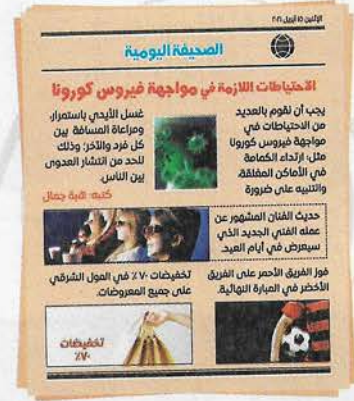 الإثنين ١٥ أبريل ٢٠٢١
الصحيفة اليومية
الاحتياطات اللازمة في مواجهة فيروس كورونا
يجب أن نقوم بالعديد
من الاحتياطات في
مواجهة فيروس كورونا
مثل: ارتداء الكمامة
في الأماكن المغلقة،
والتنبيه على ضرورة
غسل الأيدي باستمرار،
ومراعاة المسافة بين
كل فرد والآخر؛ وذلك
للحد من انتشار العدوى
بين الناس.
كتبه:
جمال
حديث الفنان المشهور عن
عمله الفني الجديد الذي
سيعرض في أيام العيد.
فوز الفريق الأحمر على الفريق
الأخضر في المباراة النهائية.
تخفيضات ٧٠٪ في المول الشرقي
على جميع المعروضات.
تخفيضات
٧٠٪